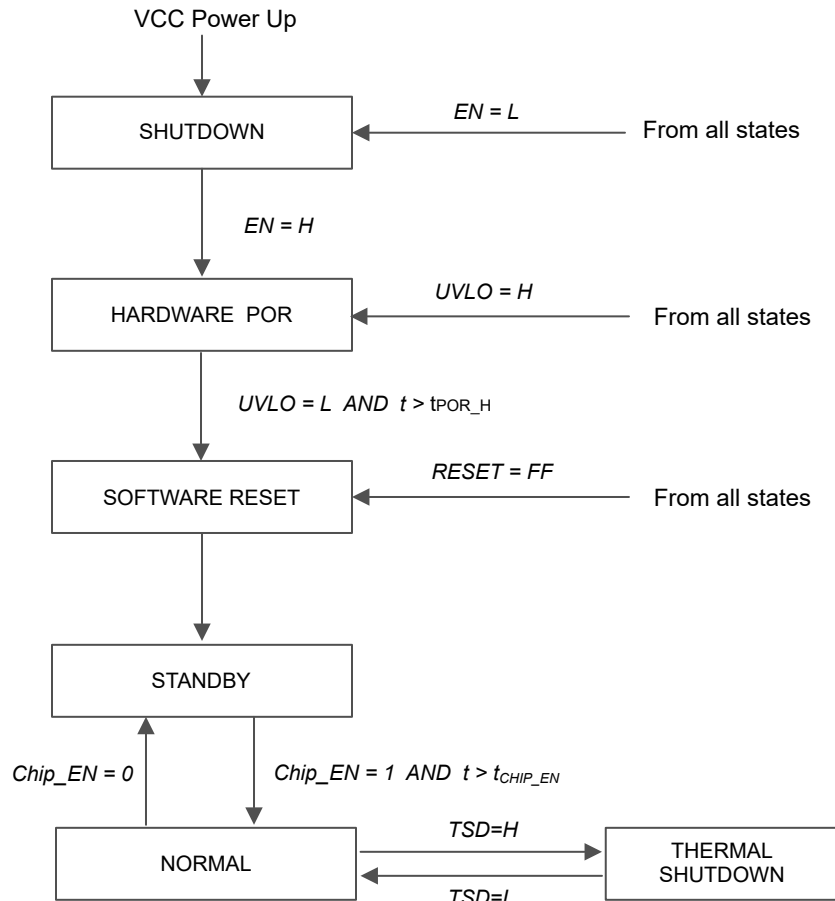 VCC Power Up
SHUTDOWN
EN = L
From all states
EN = H
HARDWARE POR
UVLO = H
From all states
UVLO = L AND t > tPOR_H
SOFTWARE RESET
RESET = FF
From all states
STANDBY
Chip_EN = 0
Chip_EN = 1 AND t > tCHIP_EN
NORMAL
TSD=H
THERMAL
SHUTDOWN
TSD=L